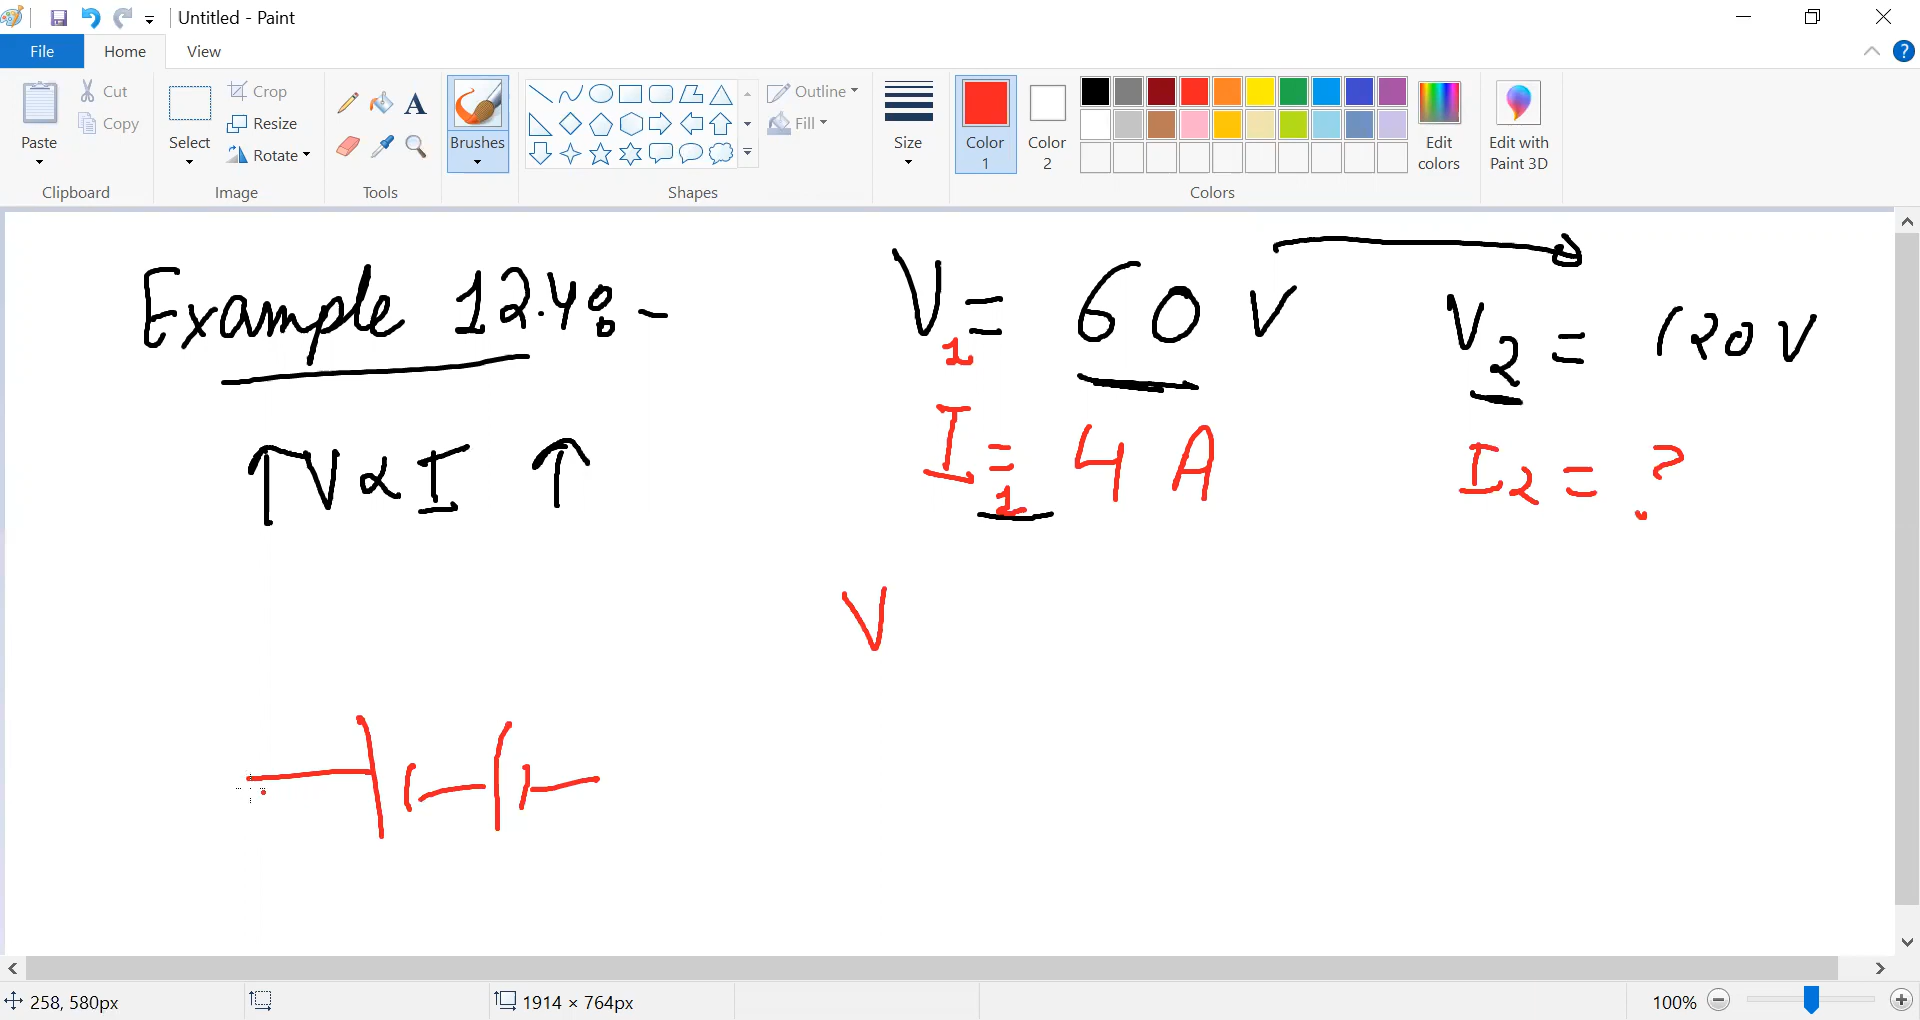 Untitled - Paint
File Home View
Paste
Cut
Copy
Clipboard
Select
Crop
Resize
Rotate
Image
A
Tools
Brushes
Shapes
Outline
Fill
Size
Color 1
Color 2
Edit colors
Colors
Edit with Paint 3D
?
Example 12.4:-
V1 = 60 V
V2 = 120 V
↑V∝I ↑
I1 = 4 A
I2 = ?
V
258, 580px
1914 × 764px
100%